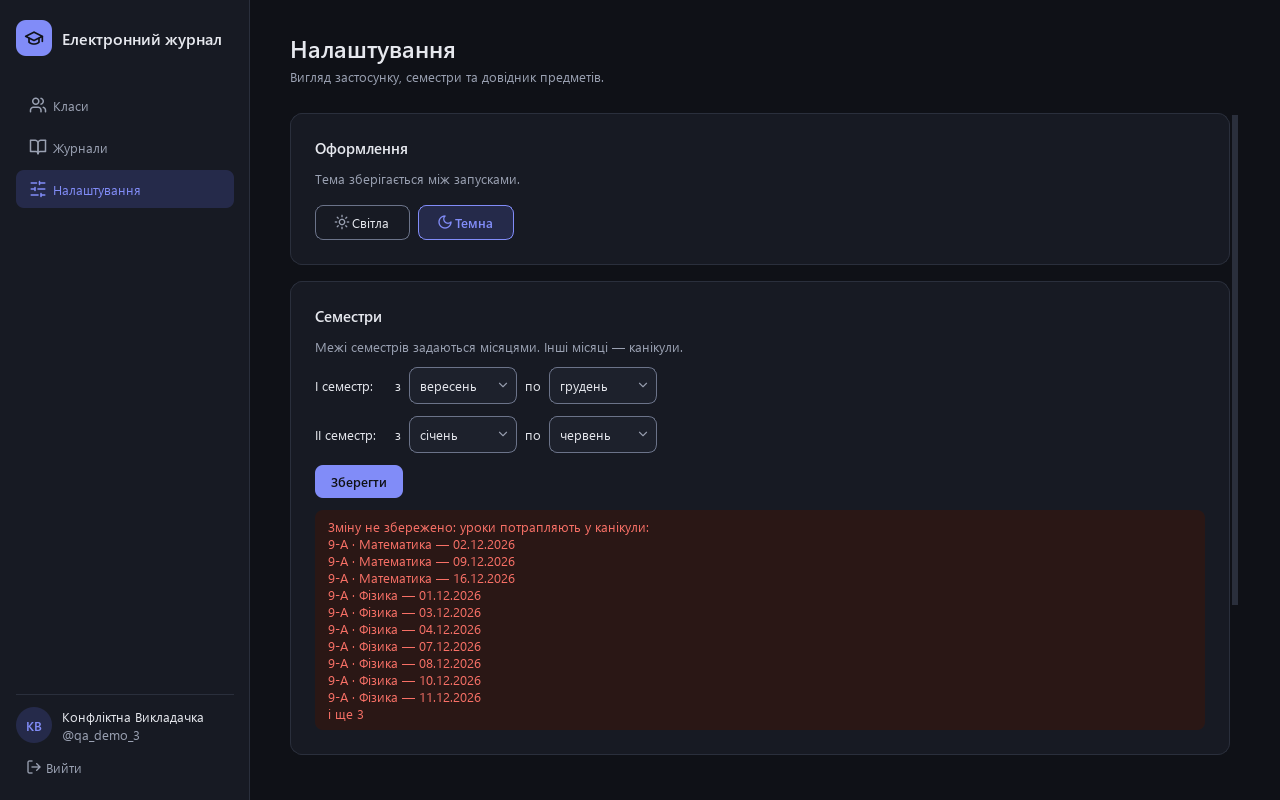 Електронний журнал
Класи
Журнали
Налаштування
КВ
Конфліктна Викладачка
@qa_demo_3
Вийти
Налаштування
Вигляд застосунку, семестри та довідник предметів.
Оформлення
Тема зберігається між запусками.
Світла
Темна
Семестри
Межі семестрів задаються місяцями. Інші місяці — канікули.
І семестр: з вересень по грудень
ІІ семестр: з січень по червень
Зберегти
Зміну не збережено: уроки потрапляють у канікули:
9-А · Математика — 02.12.2026
9-А · Математика — 09.12.2026
9-А · Математика — 16.12.2026
9-А · Фізика — 01.12.2026
9-А · Фізика — 03.12.2026
9-А · Фізика — 04.12.2026
9-А · Фізика — 07.12.2026
9-А · Фізика — 08.12.2026
9-А · Фізика — 10.12.2026
9-А · Фізика — 11.12.2026
і ще 3